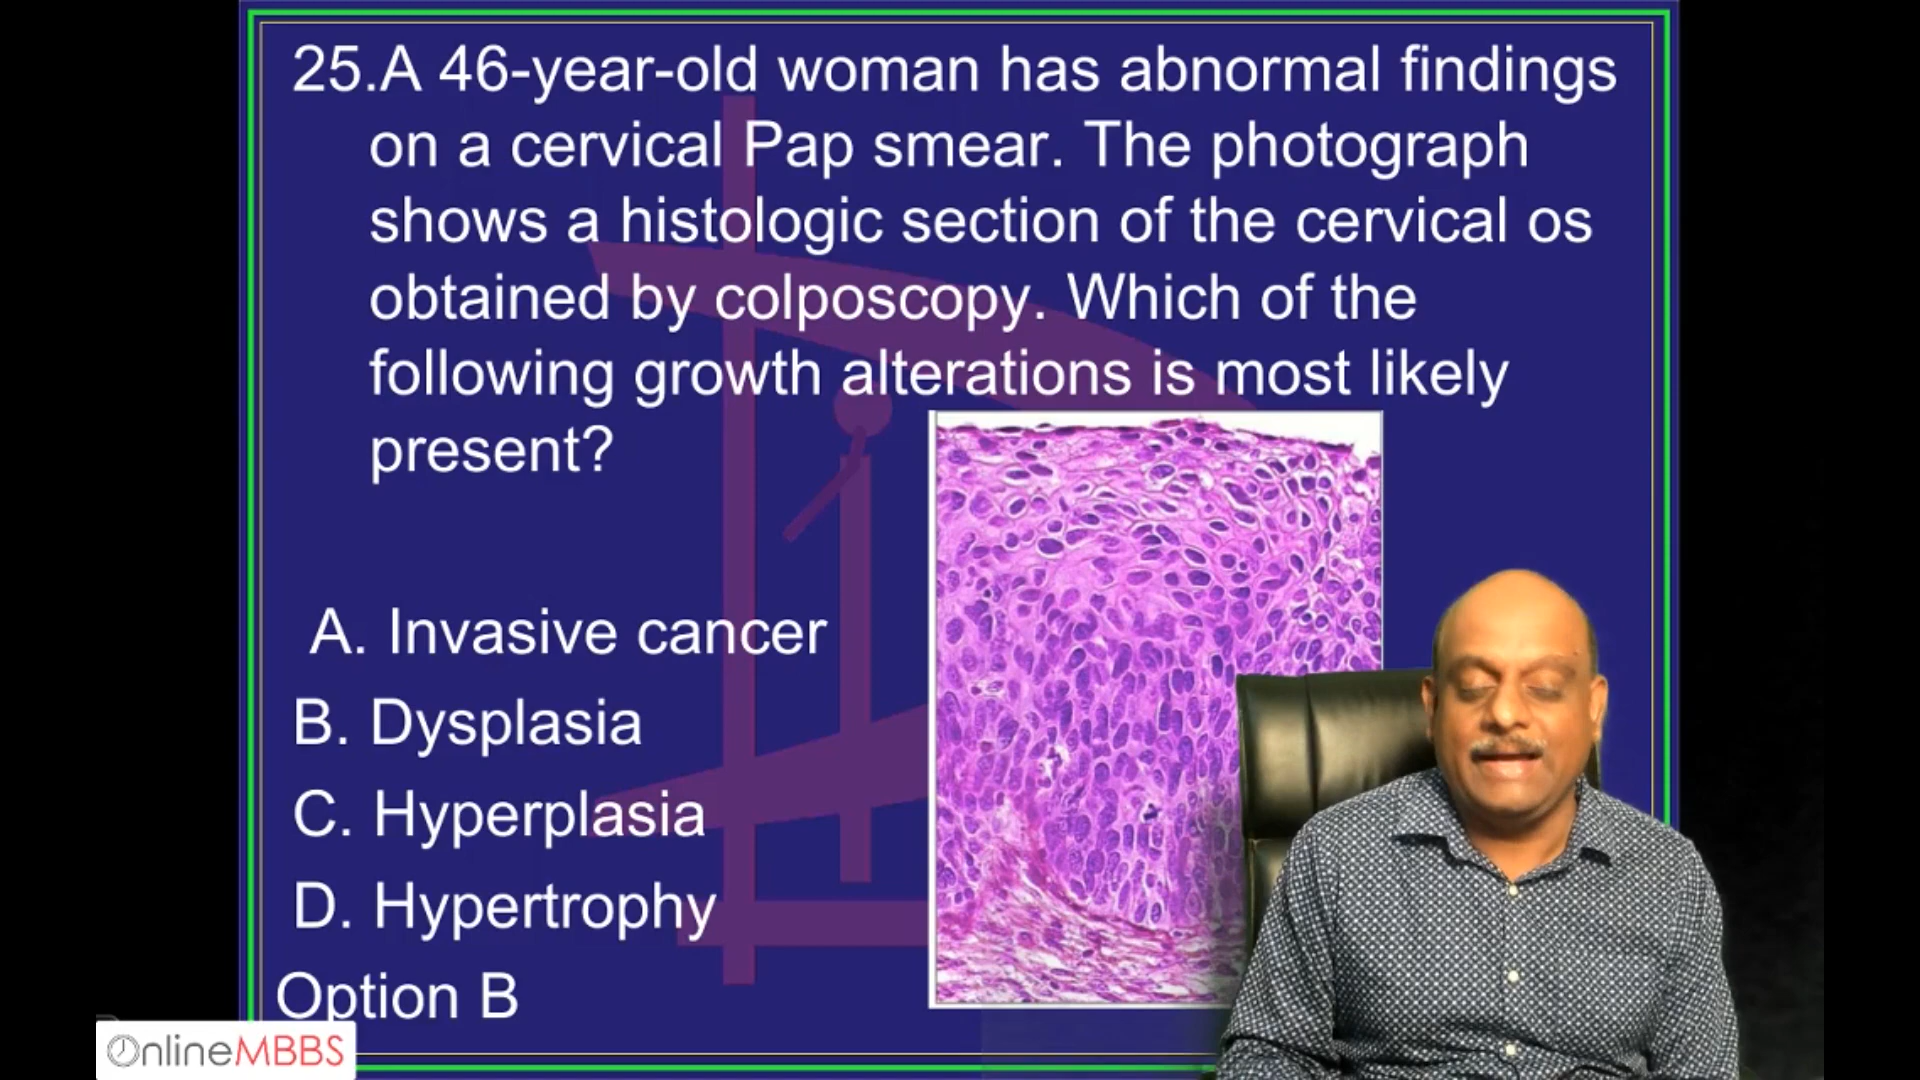 25.A 46-year-old woman has abnormal findings
on a cervical Pap smear. The photograph
shows a histologic section of the cervical os
obtained by colposcopy. Which of the
following growth alterations is most likely
present?
A. Invasive cancer
B. Dysplasia
C. Hyperplasia
D. Hypertrophy
Option B
OnlineMBBS